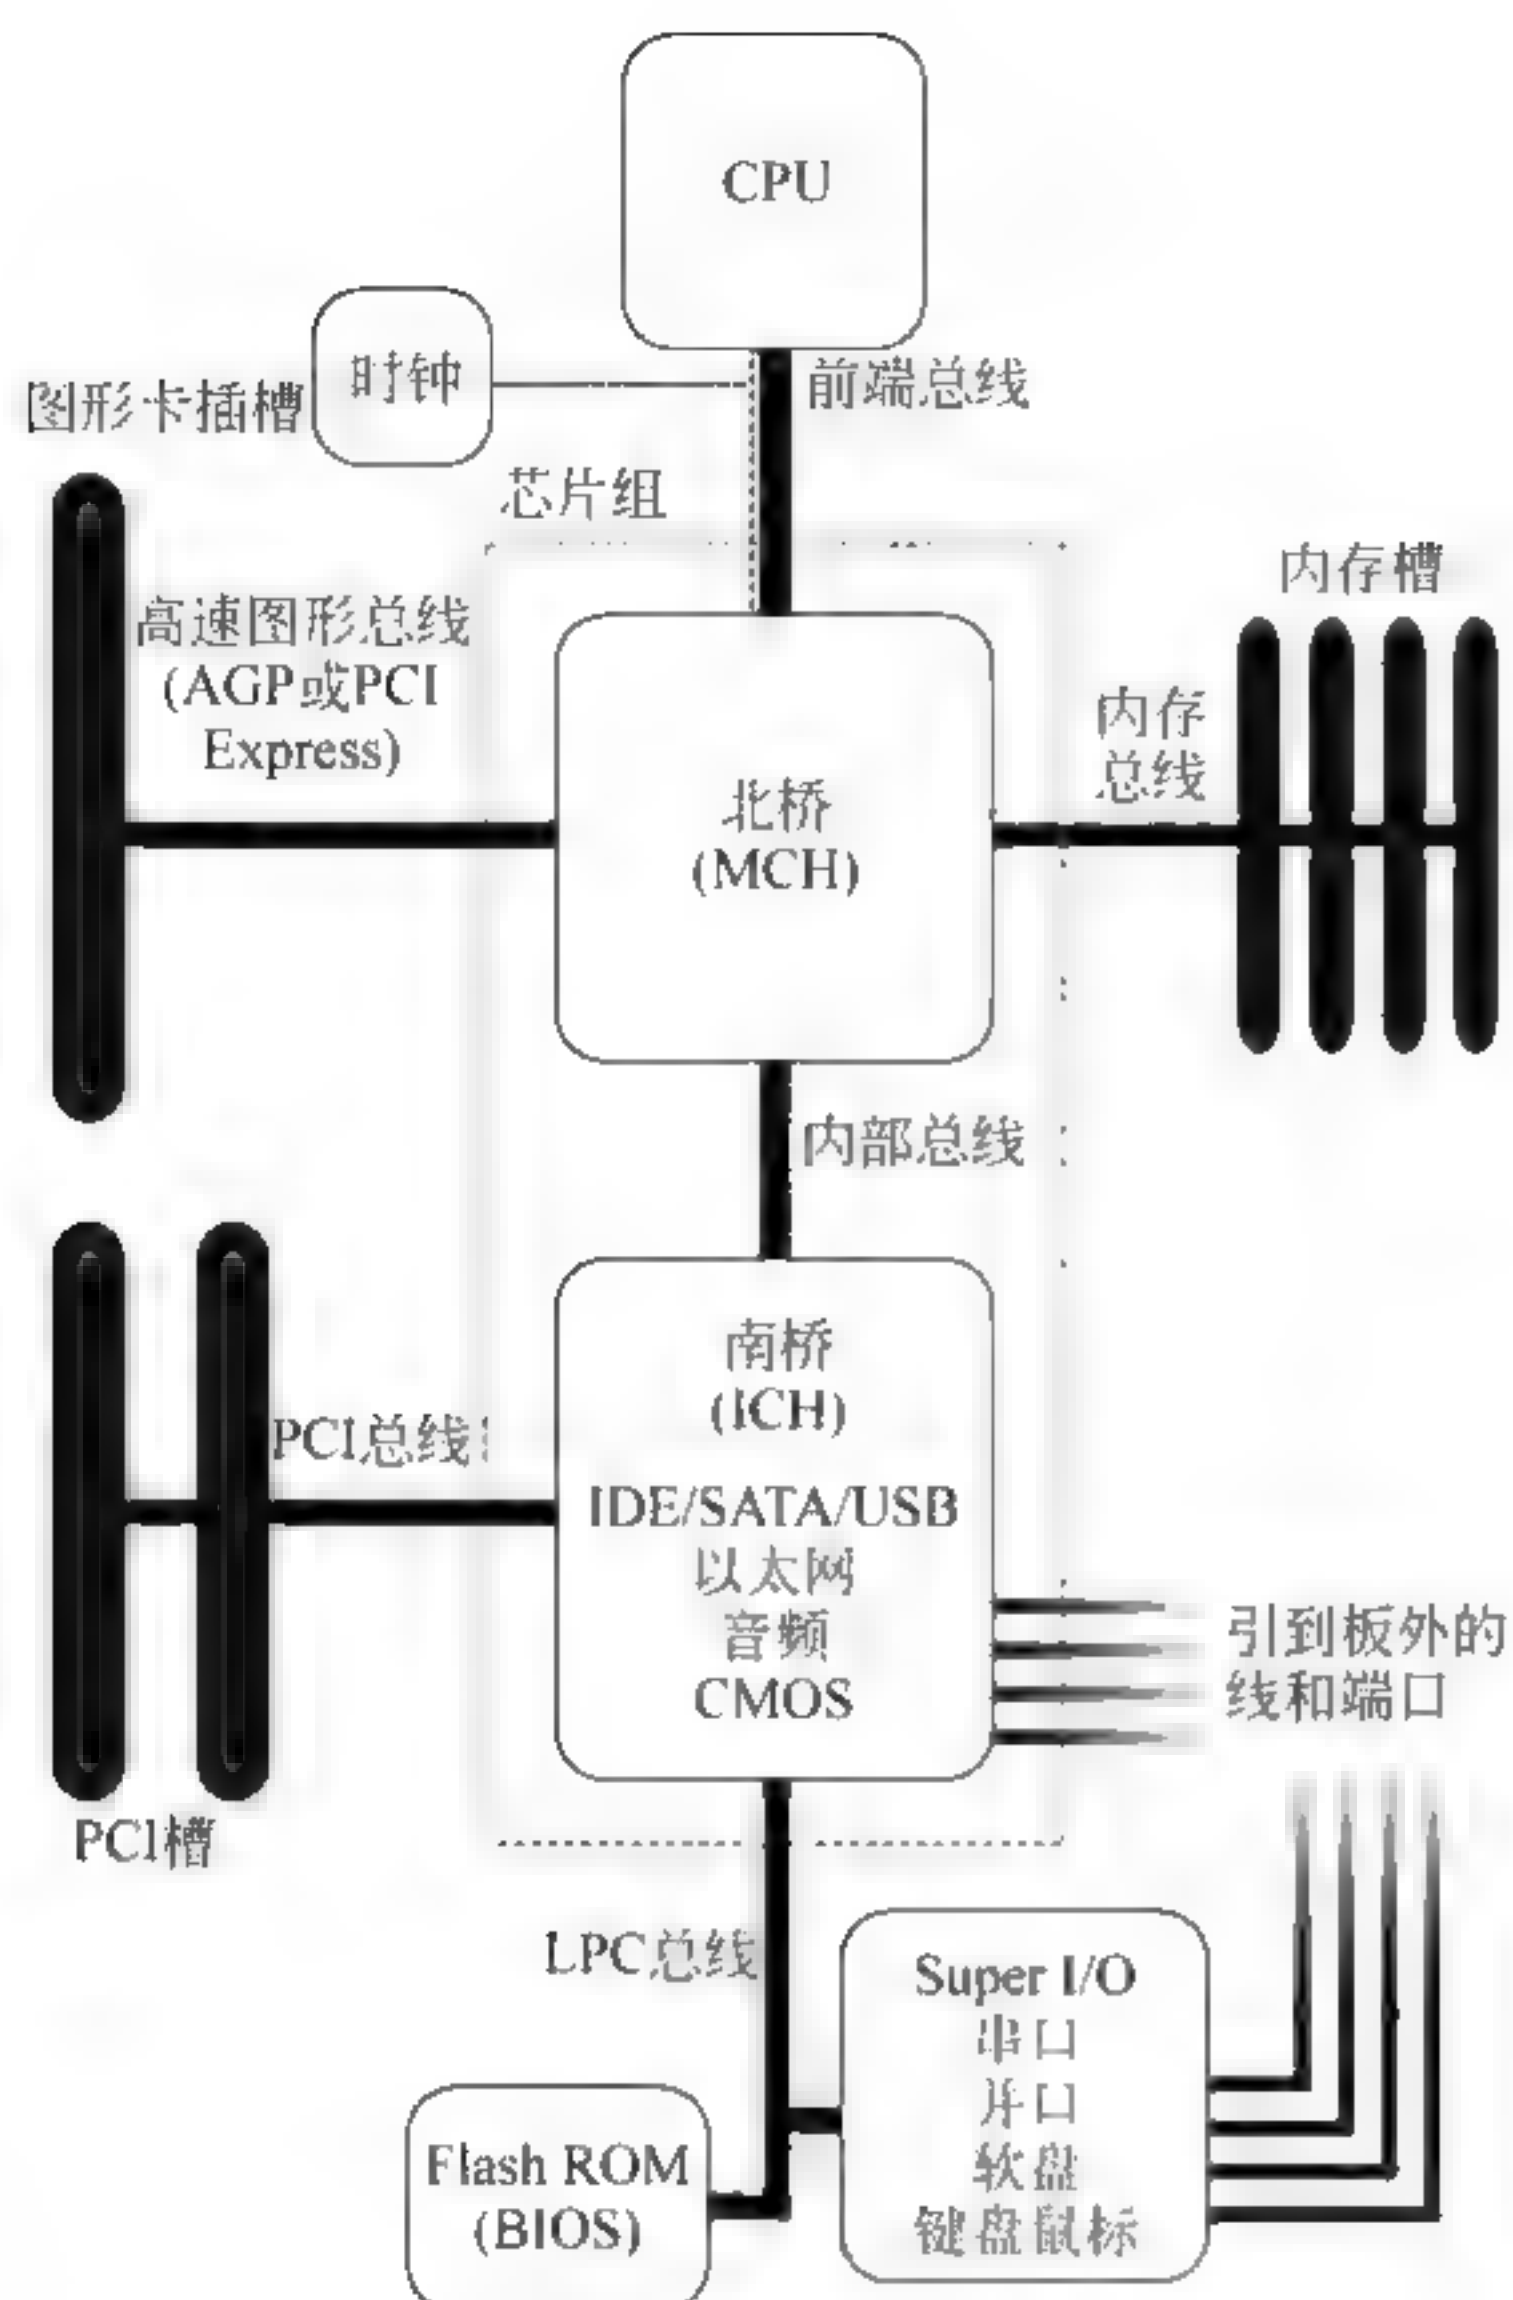 CPU
时钟
前端总线
图形卡插槽
芯片组
内存槽
高速图形总线
(AGP或PCI
Express)
内存
总线
北桥
(MCH)
内部总线
南桥
(ICH)
PCI总线
IDE/SATA/USB
以太网
音频
CMOS
引到板外的
线和端口
PCI槽
LPC总线
Super I/O
串口
并口
软盘
键盘鼠标
Flash ROM
(BIOS)